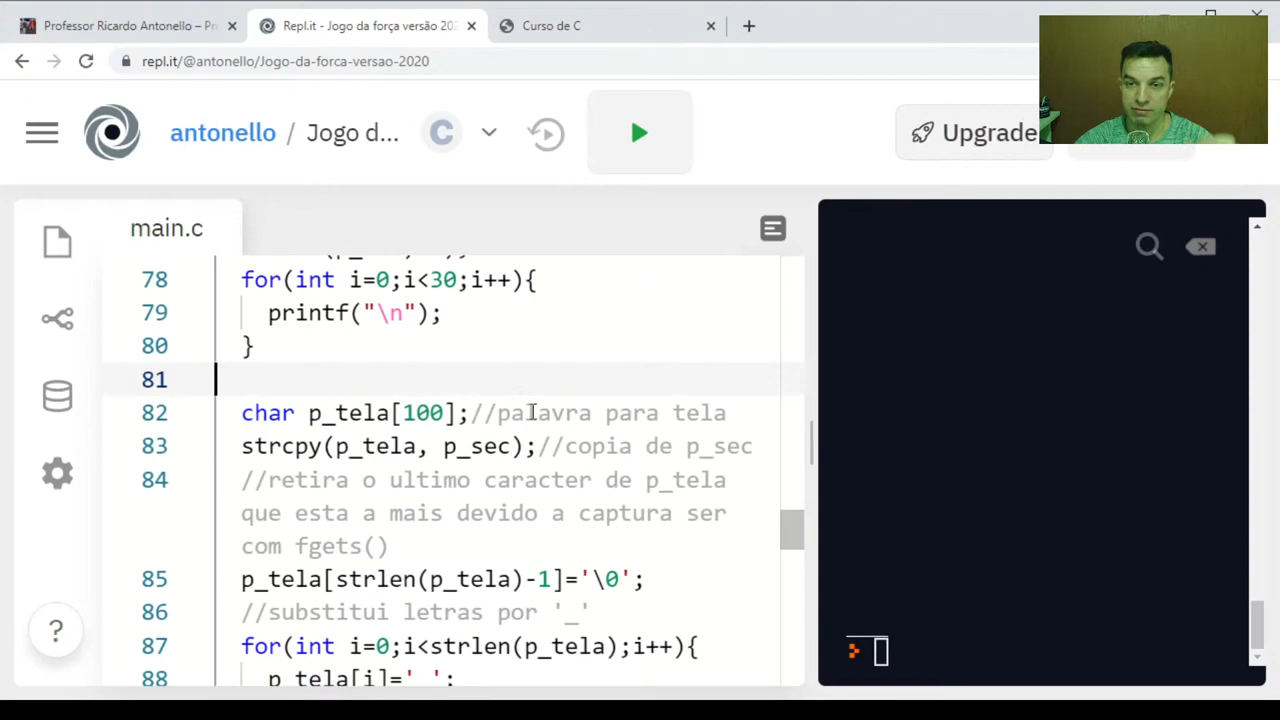 Professor Ricardo Antonello – Pr
Repl.it - Jogo da força versão 202
Curso de C
repl.it/@antonello/Jogo-da-forca-versao-2020
antonello / Jogo d...
C
Upgrade
main.c
78 for(int i=0;i<30;i++){
79 printf("\n");
80 }
81
82 char p_tela[100];//palavra para tela
83 strcpy(p_tela, p_sec);//copia de p_sec
84 //retira o ultimo caracter de p_tela
que esta a mais devido a captura ser
com fgets()
85 p_tela[strlen(p_tela)-1]='\0';
86 //substitui letras por '_'
87 for(int i=0;i<strlen(p_tela);i++){
88 p_tela[i]='_';
?